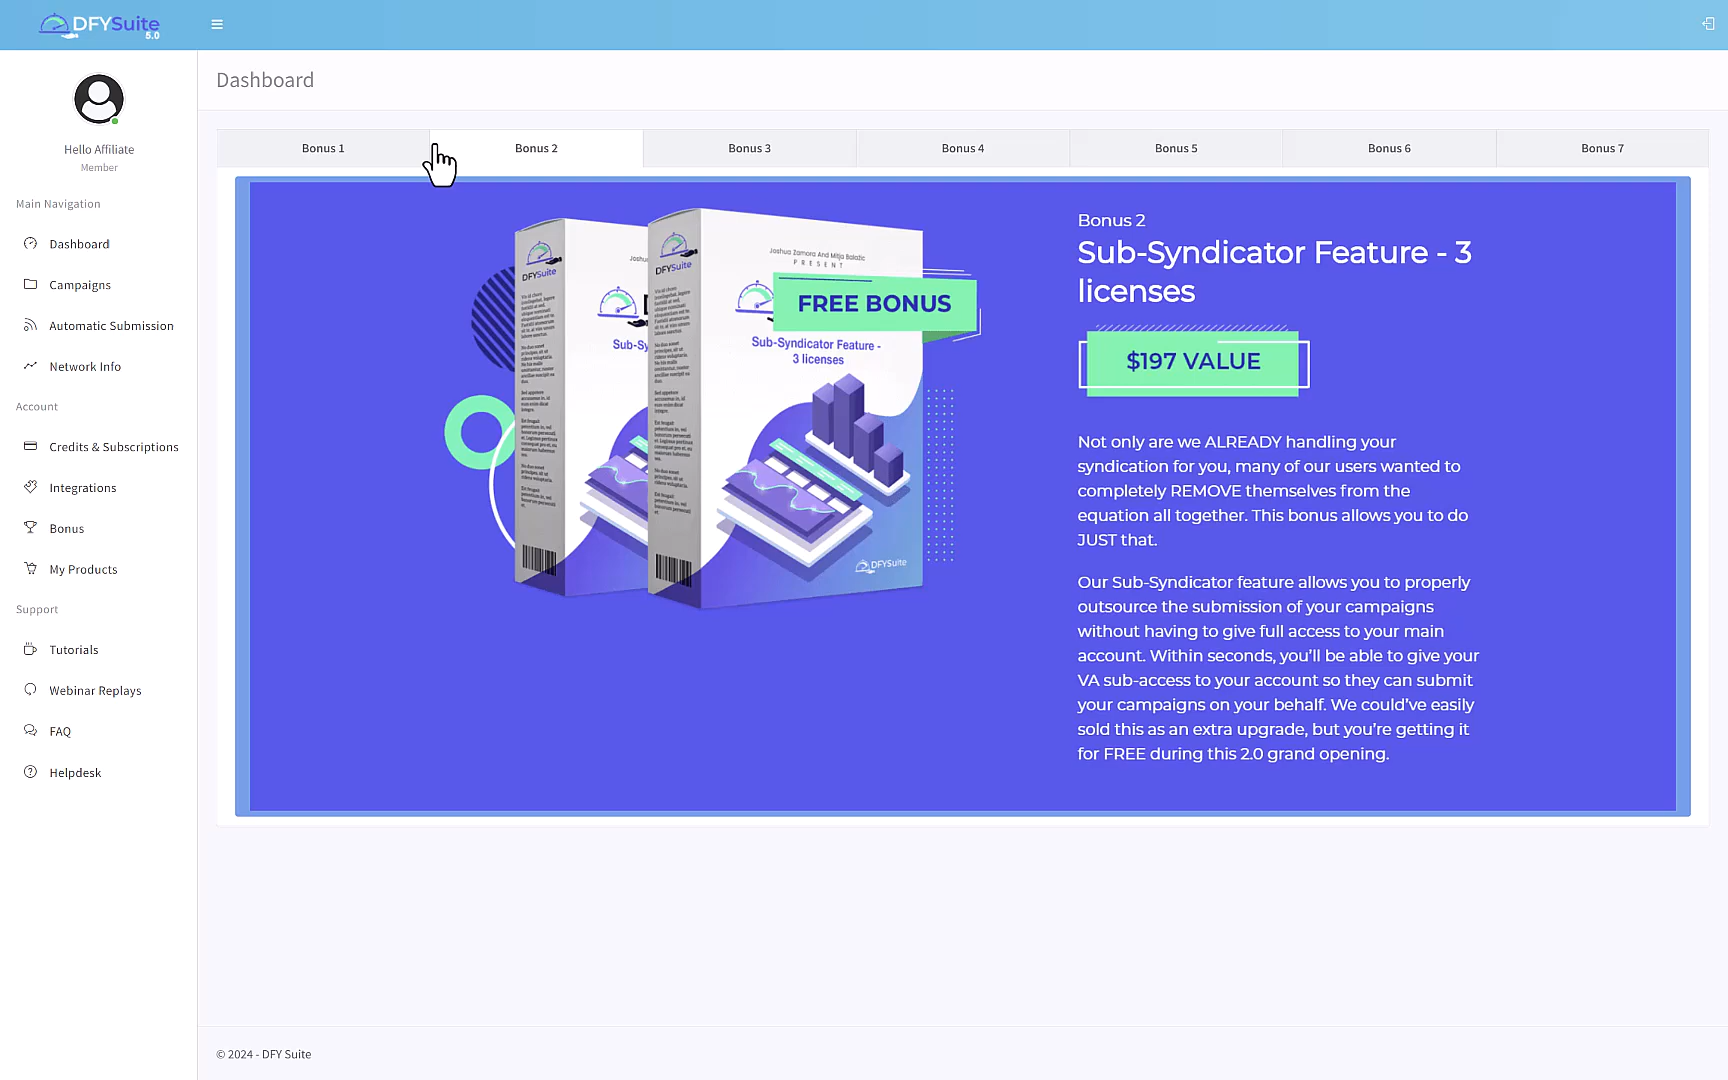 DFYSuite
5.0
Hello Affiliate
Member
Main Navigation
Dashboard
Campaigns
Automatic Submission
Network Info
Account
Credits & Subscriptions
Integrations
Bonus
My Products
Support
Tutorials
Webinar Replays
FAQ
Helpdesk
Dashboard
Bonus 1
Bonus 2
Bonus 3
Bonus 4
Bonus 5
Bonus 6
Bonus 7
DFYSuite
DFYSuite
Joshua Zamora And Mitja Balazic
PRESENT
FREE BONUS
Sub-Syndicator Feature -
3 licenses
DFYSuite
Bonus 2
Sub-Syndicator Feature - 3
licenses
$197 VALUE
Not only are we ALREADY handling your
syndication for you, many of our users wanted to
completely REMOVE themselves from the
equation all together. This bonus allows you to do
JUST that.
Our Sub-Syndicator feature allows you to properly
outsource the submission of your campaigns
without having to give full access to your main
account. Within seconds, you'll be able to give your
VA sub-access to your account so they can submit
your campaigns on your behalf. We could've easily
sold this as an extra upgrade, but you're getting it
for FREE during this 2.0 grand opening.
© 2024 - DFY Suite